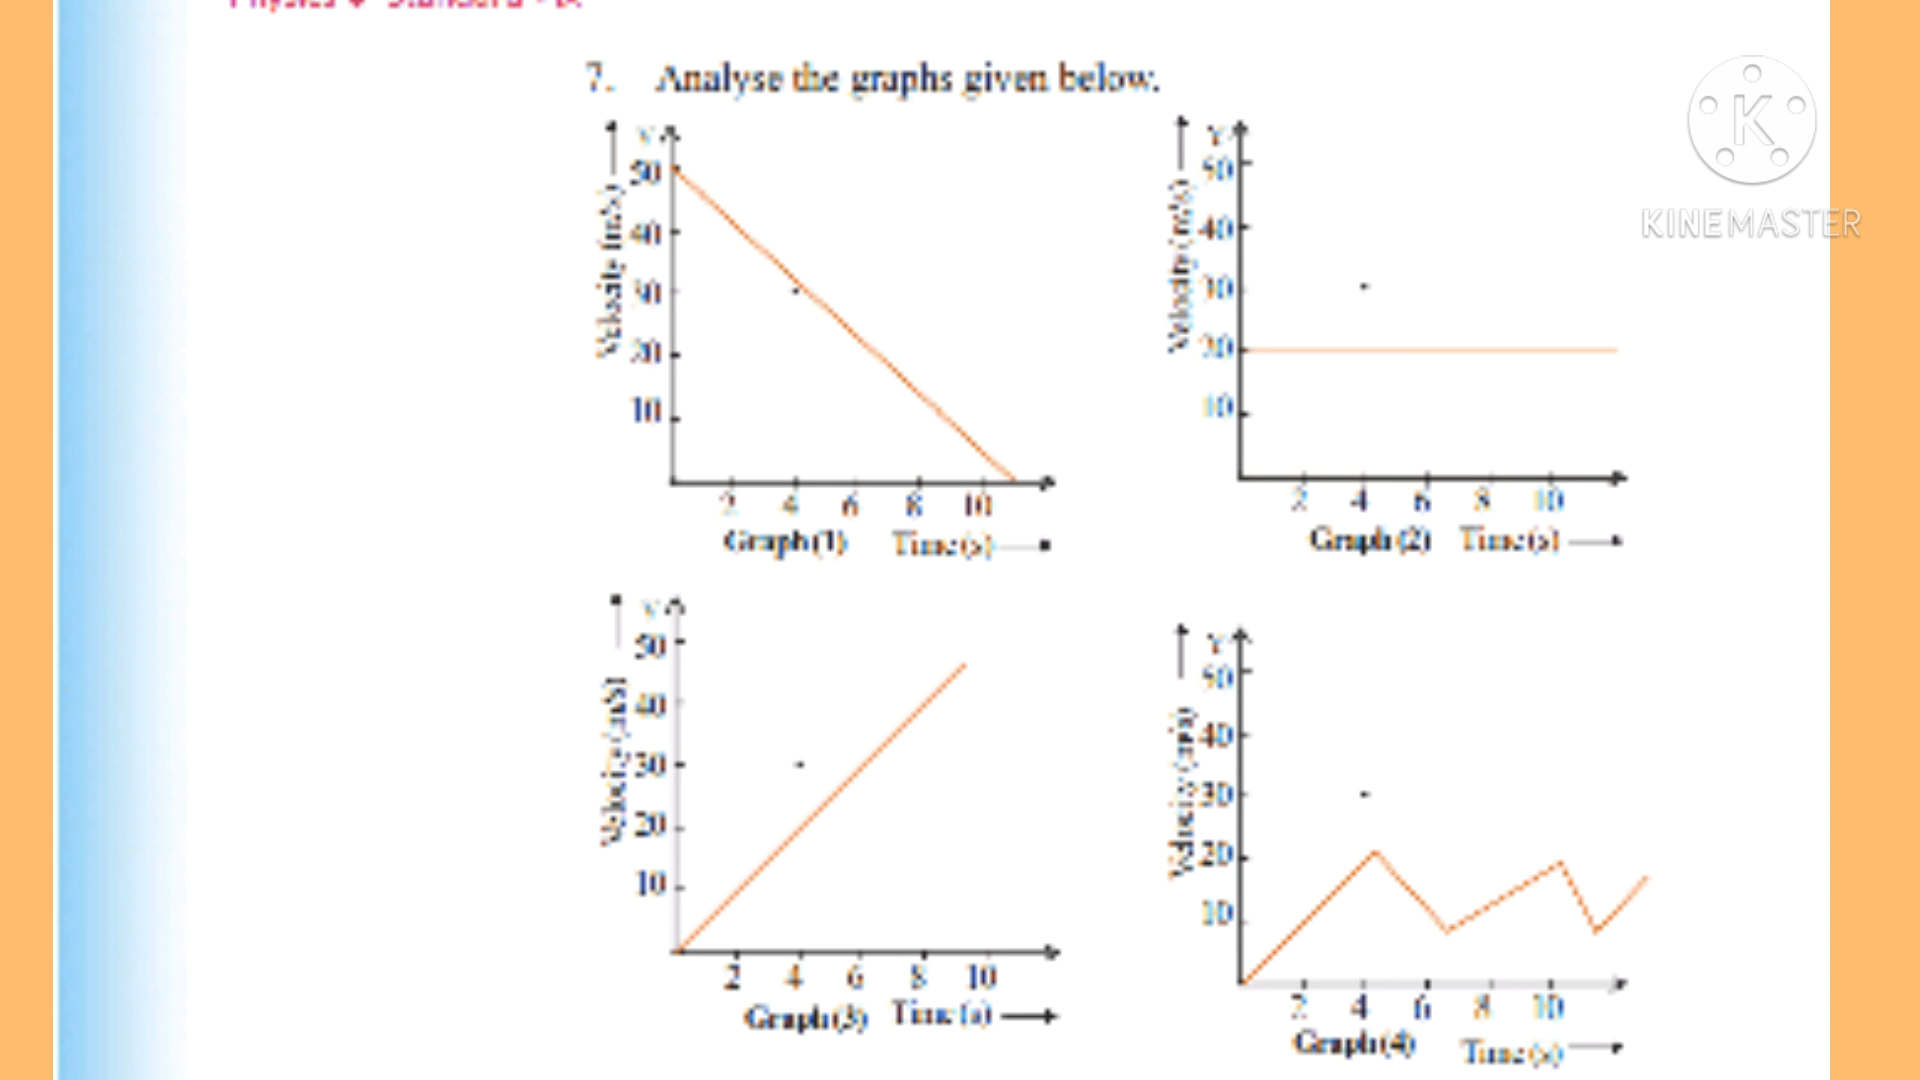 7. Analyse the graphs given below.
K
KINEMASTER
Y
50
40
30
20
10
Velocity (m/s)
2 4 6 8 10
Graph (1) Time (s)
Y
50
40
30
20
10
Velocity (m/s)
2 4 6 8 10
Graph (2) Time (s)
Y
50
40
30
20
10
Velocity (m/s)
2 4 6 8 10
Graph (3) Time (s)
Y
50
40
30
20
10
Velocity (m/s)
2 4 6 8 10
Graph (4) Time (s)